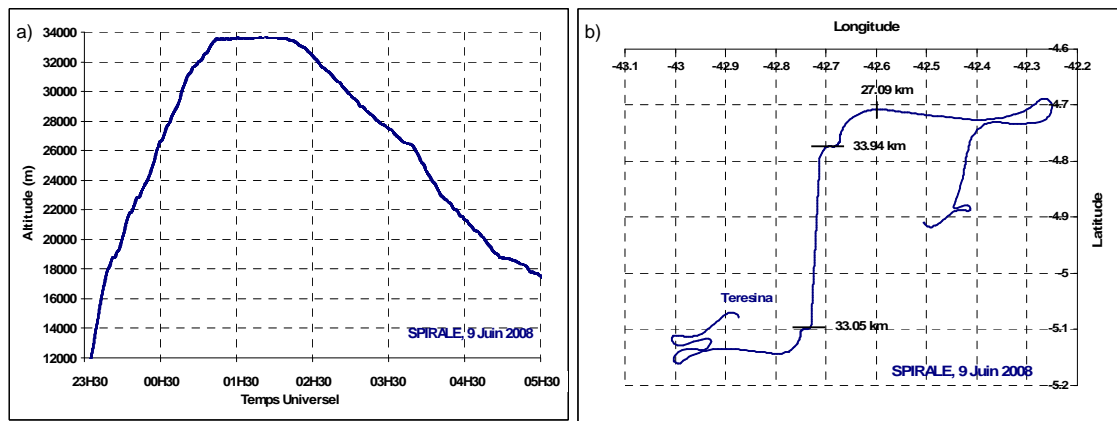 a)
34000
32000
30000
28000
26000
24000
22000
20000
18000
16000
14000
12000
Altitude (m)
SPIRALE, 9 Juin 2008
23H30 00H30 01H30 02H30 03H30 04H30 05H30
Temps Universel
b)
Longitude
-43.1 -43 -42.9 -42.8 -42.7 -42.6 -42.5 -42.4 -42.3 -42.2
-4.6
-4.7
-4.8
-4.9
-5
-5.1
-5.2
Latitude
27.09 km
33.94 km
Teresina
33.05 km
SPIRALE, 9 Juin 2008